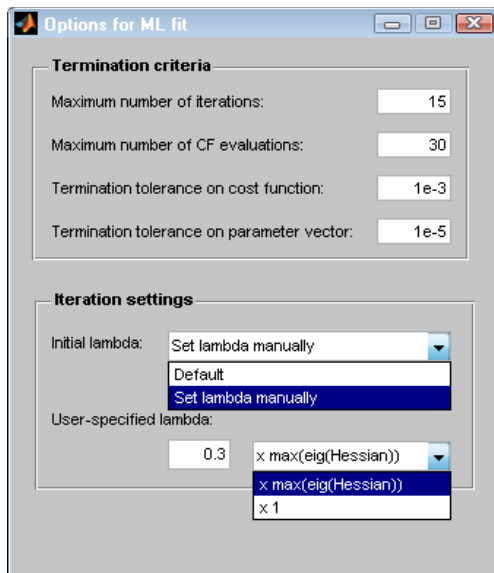 Options for ML fit
Termination criteria
Maximum number of iterations: 15
Maximum number of CF evaluations: 30
Termination tolerance on cost function: 1e-3
Termination tolerance on parameter vector: 1e-5
Iteration settings
Initial lambda: Set lambda manually
Default
Set lambda manually
User-specified lambda:
0.3 x max(eig(Hessian))
x max(eig(Hessian))
x 1